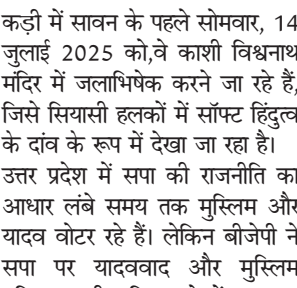 कड़ी में सावन के पहले सोमवार, 14
जुलाई 2025 को,वे काशी विश्वनाथ
मंदिर में जलाभिषेक करने जा रहे हैं,
जिसे सियासी हलकों में सॉफ्ट हिंदुत्व
के दांव के रूप में देखा जा रहा है।
उत्तर प्रदेश में सपा की राजनीति का
आधार लंबे समय तक मुस्लिम और
यादव वोटर रहे हैं। लेकिन बीजेपी ने
सपा पर यादववाद और मुस्लिम